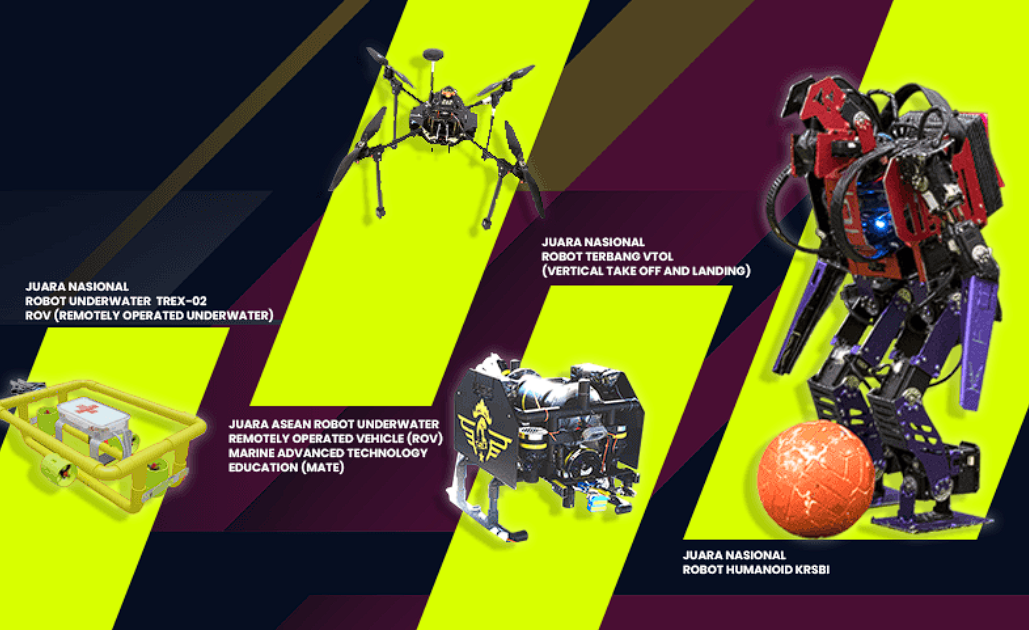 JUARA NASIONAL
ROBOT TERBANG VTOL
(VERTICAL TAKE OFF AND LANDING)
JUARA NASIONAL
ROBOT UNDERWATER TREX-02
ROV (REMOTELY OPERATED UNDERWATER)
JUARA ASEAN ROBOT UNDERWATER
REMOTELY OPERATED VEHICLE (ROV)
MARINE ADVANCED TECHNOLOGY
EDUCATION (MATE)
JUARA NASIONAL
ROBOT HUMANOID KRSBI